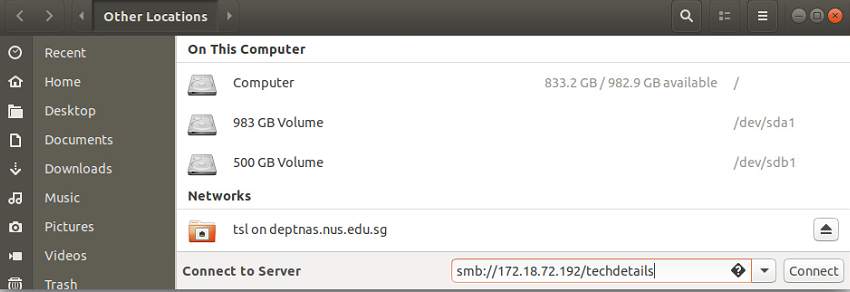 Other Locations
Recent
Home
Desktop
Documents
Downloads
Music
Pictures
Videos
Trash
On This Computer
Computer 833.2 GB / 982.9 GB available /
983 GB Volume /dev/sda1
500 GB Volume /dev/sdb1
Networks
tsl on deptnas.nus.edu.sg
Connect to Server smb://172.18.72.192/techdetails Connect